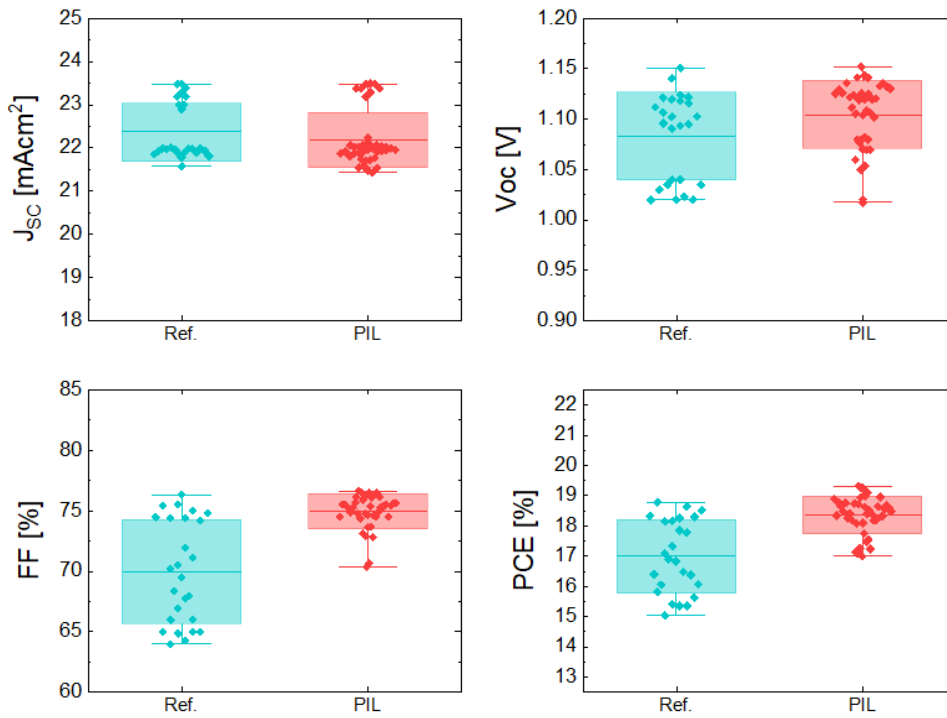 J_SC [mAcm²]
25
24
23
22
21
20
19
18
Ref.
PIL
Voc [V]
1.20
1.15
1.10
1.05
1.00
0.95
0.90
Ref.
PIL
FF [%]
85
80
75
70
65
60
Ref.
PIL
PCE [%]
22
21
20
19
18
17
16
15
14
13
Ref.
PIL